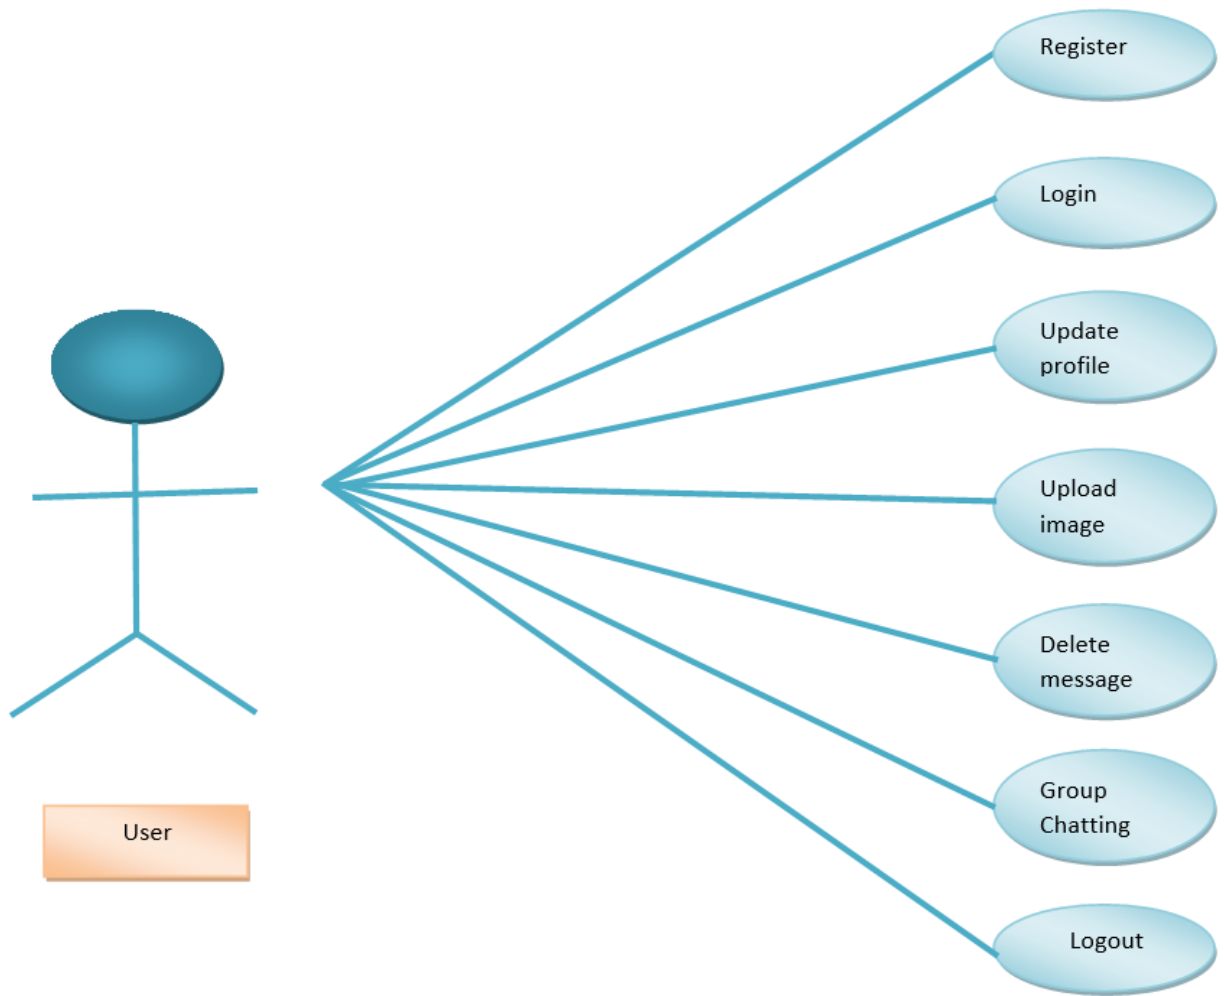 Register
Login
Update
profile
Upload
image
Delete
message
Group
Chatting
Logout
User